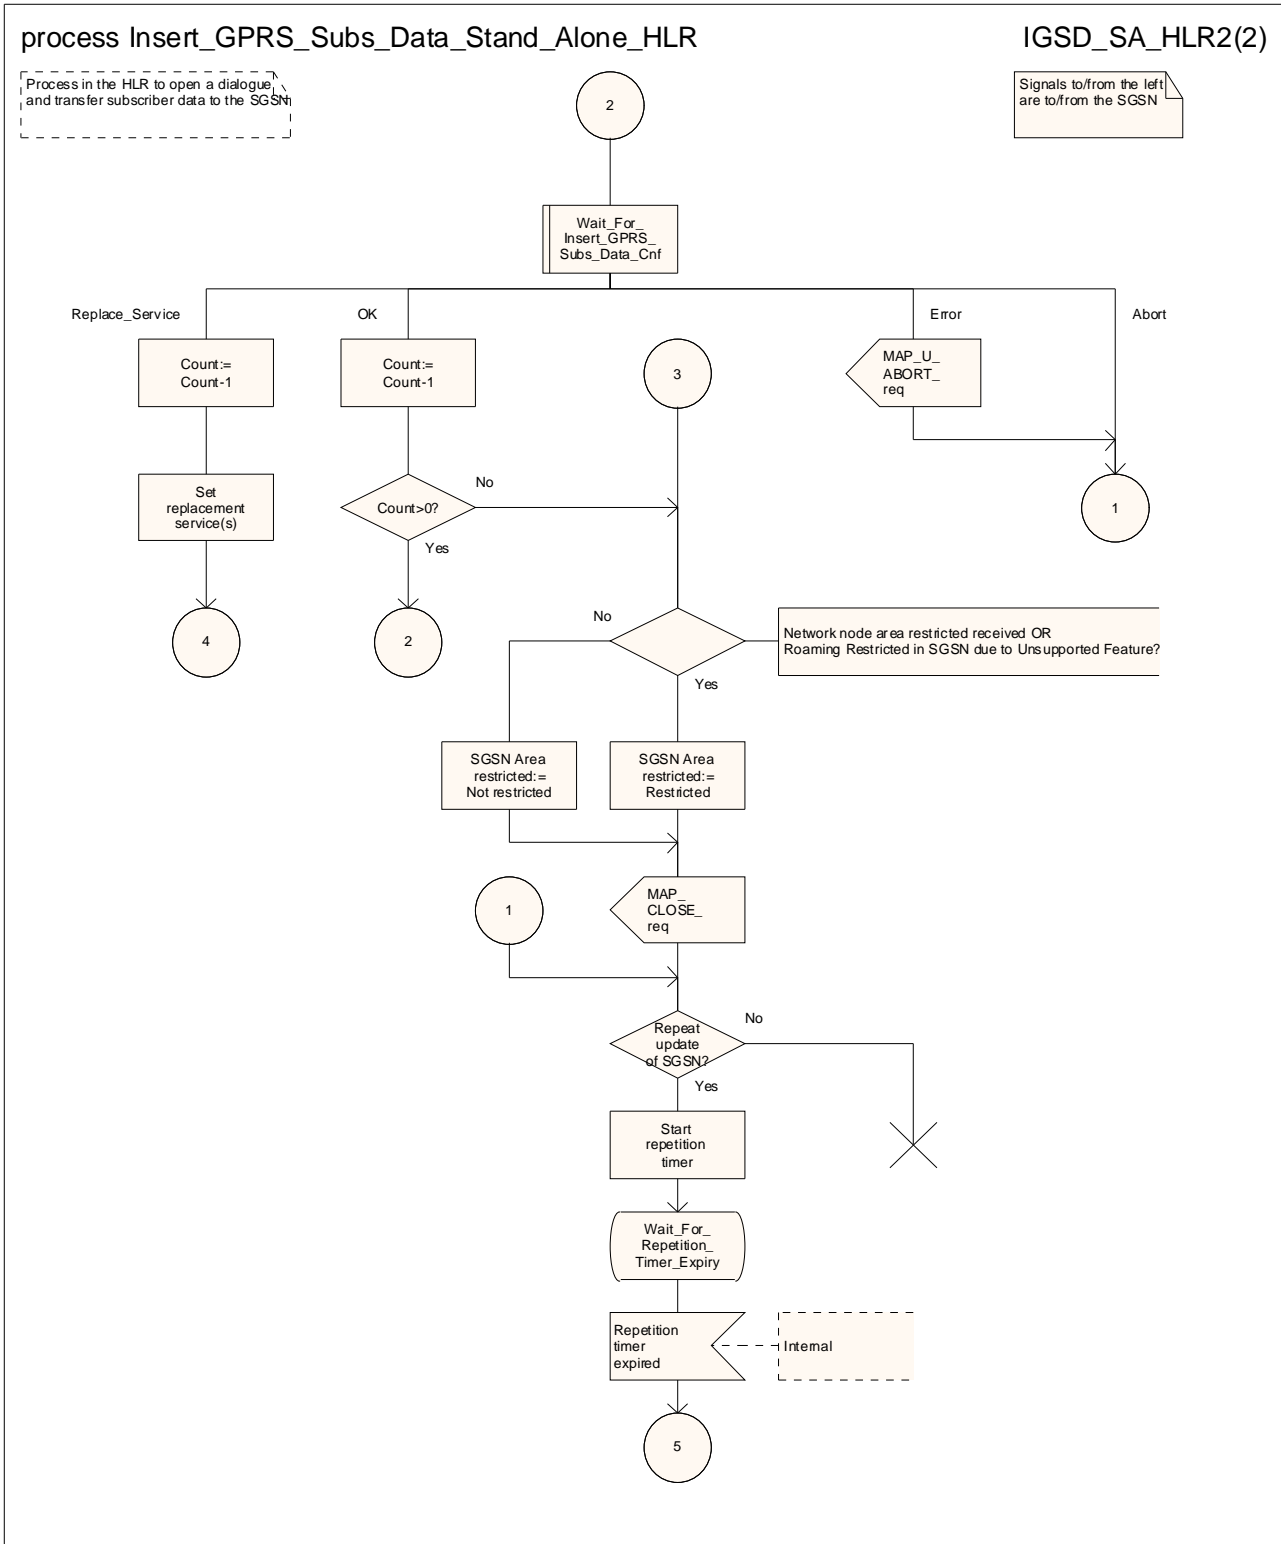 process Insert_GPRS_Subs_Data_Stand_Alone_HLR
IGSD_SA_HLR2(2)
Process in the HLR to open a dialogue
and transfer subscriber data to the SGSN
2
Signals to/from the left
are to/from the SGSN
Wait_For_
Insert_GPRS_
Subs_Data_Cnf
Replace_Service
OK
Error
Abort
Count:=
Count-1
Count:=
Count-1
3
MAP_U_
ABORT_
req
Set
replacement
service(s)
Count>0?
No
Yes
1
4
2
No
Network node area restricted received OR
Roaming Restricted in SGSN due to Unsupported Feature?
Yes
SGSN Area
restricted:=
Not restricted
SGSN Area
restricted:=
Restricted
1
MAP_
CLOSE_
req
Repeat
update
of SGSN?
No
Yes
Start
repetition
timer
Wait_For_
Repetition_
Timer_Expiry
Repetition
timer
expired
Internal
5